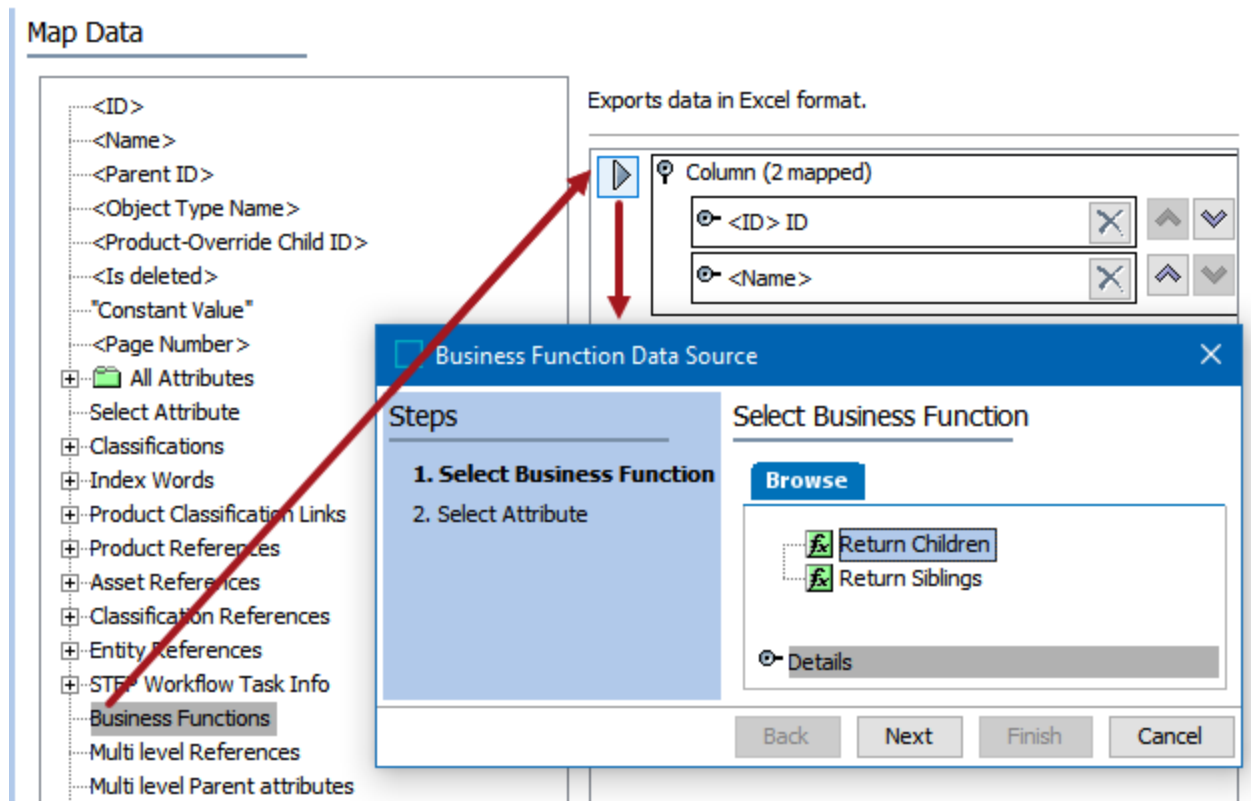 Map Data
<ID>
<Name>
<Parent ID>
<Object Type Name>
<Product-Override Child ID>
<Is deleted>
"Constant Value"
<Page Number>
All Attributes
Select Attribute
Classifications
Index Words
Product Classification Links
Product References
Asset References
Classification References
Entity References
STEP Workflow Task Info
Business Functions
Multi level References
Multi level Parent attributes
Exports data in Excel format.
Column (2 mapped)
<ID> ID
<Name>
Business Function Data Source
Steps
1. Select Business Function
2. Select Attribute
Select Business Function
Browse
Return Children
Return Siblings
Details
Back Next Finish Cancel